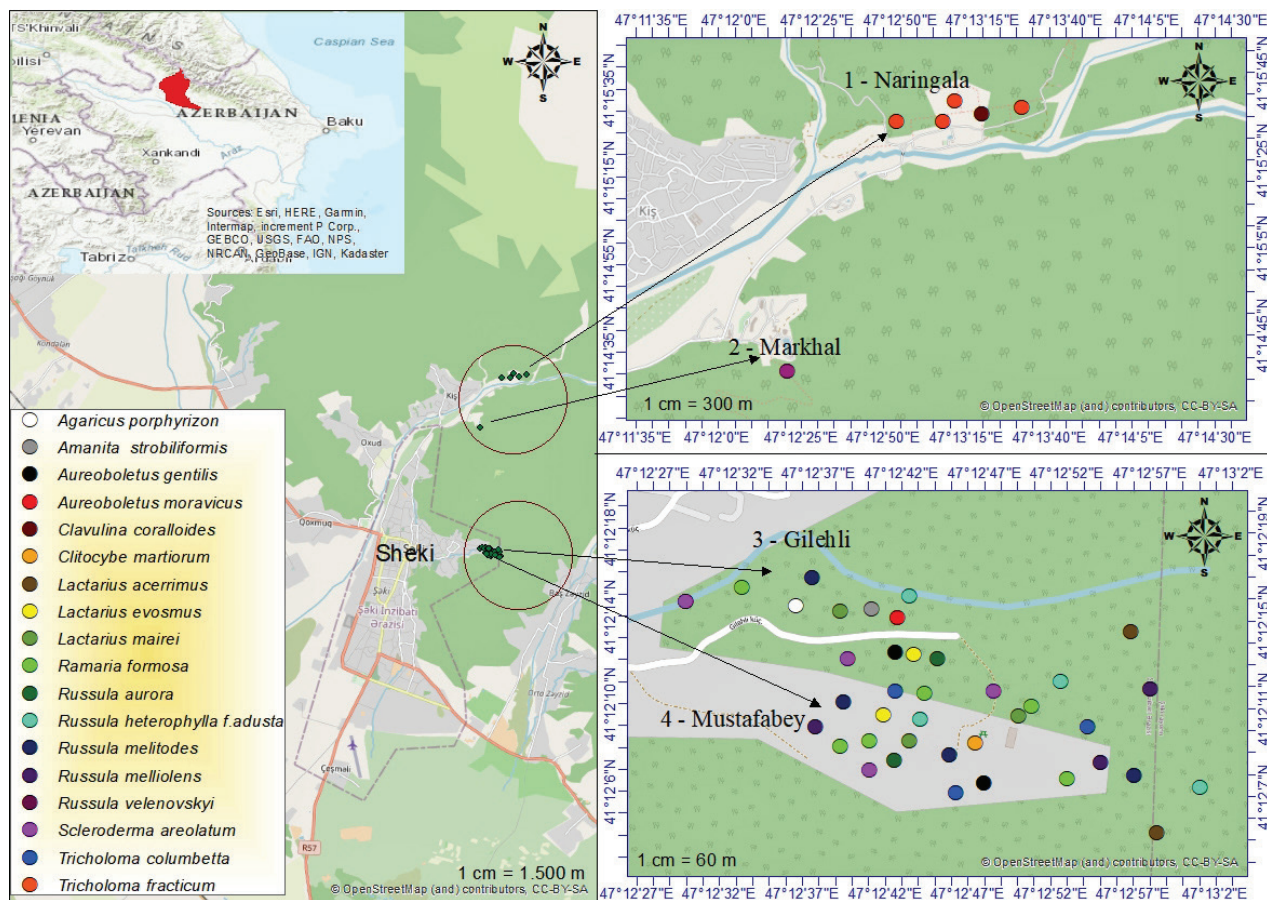 TS'Khinvali
Caspian Sea
bilisi
INS
AZERBAIJAN
Baku
ENIA
Yerevan
Xankandi
Araz
AZERBAIJAN
Tabriz
Sources: Esri, HERE, Garmin,
Intermap, increment P Corp.,
GEBCO, USGS, FAO, NPS,
NRCAN, GeoBase, IGN, Kadaster
N
W E
S
Kiş
Oxud
Qoxmuq
Sheki
Şəki
Şəki İnzibati
Ərazisi
Baş Zəyzid
Orta Zəyzid
Çeşməli
R57
1 cm = 1.500 m
© OpenStreetMap (and) contributors, CC-BY-SA
Agaricus porphyrizon
Amanita strobiliformis
Aureoboletus gentilis
Aureoboletus moravicus
Clavulina coralloides
Clitocybe martiorum
Lactarius acerrimus
Lactarius evosmus
Lactarius mairei
Ramaria formosa
Russula aurora
Russula heterophylla f.adusta
Russula melitodes
Russula melliolens
Russula velenovskyi
Scleroderma areolatum
Tricholoma columbetta
Tricholoma fracticum
47°11'35"E 47°12'0"E 47°12'25"E 47°12'50"E 47°13'15"E 47°13'40"E 47°14'5"E 47°14'30"E
41°15'35"N
41°15'15"N
41°14'55"N
41°14'35"N
1 - Naringala
N
W E
S
Kiş
2 - Markhal
1 cm = 300 m
© OpenStreetMap (and) contributors, CC-BY-SA
41°15'45"N
41°15'25"N
41°15'5"N
41°14'45"N
47°11'35"E 47°12'0"E 47°12'25"E 47°12'50"E 47°13'15"E 47°13'40"E 47°14'5"E 47°14'30"E
47°12'27"E 47°12'32"E 47°12'37"E 47°12'42"E 47°12'47"E 47°12'52"E 47°12'57"E 47°13'2"E
41°12'18"N
41°12'14"N
41°12'10"N
41°12'6"N
3 - Gilehli
N
W E
S
Gilehli küç.
4 - Mustafabey
1 cm = 60 m
© OpenStreetMap (and) contributors, CC-BY-SA
41°12'19"N
41°12'15"N
41°12'11"N
41°12'7"N
47°12'27"E 47°12'32"E 47°12'37"E 47°12'42"E 47°12'47"E 47°12'52"E 47°12'57"E 47°13'2"E